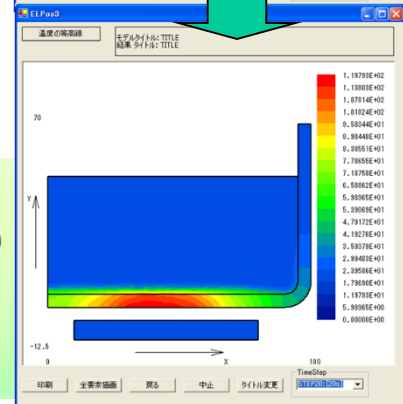 ELPos3
温度の等高線
モデルタイトル: TITLE
結果 タイトル: TITLE
1.19793E+02
1.13803E+02
1.07814E+02
1.01824E+02
9.58344E+01
8.98448E+01
8.38551E+01
7.78655E+01
7.18758E+01
6.58862E+01
5.98965E+01
5.39069E+01
4.79172E+01
4.19276E+01
3.59379E+01
2.99483E+01
2.39586E+01
1.79690E+01
1.19793E+01
5.98965E+00
0.00000E+00
70
Y
-12.5
0
X
100
TimeStep
印刷
全要素描画
戻る
中止
タイトル変更
STEP20:[20s]